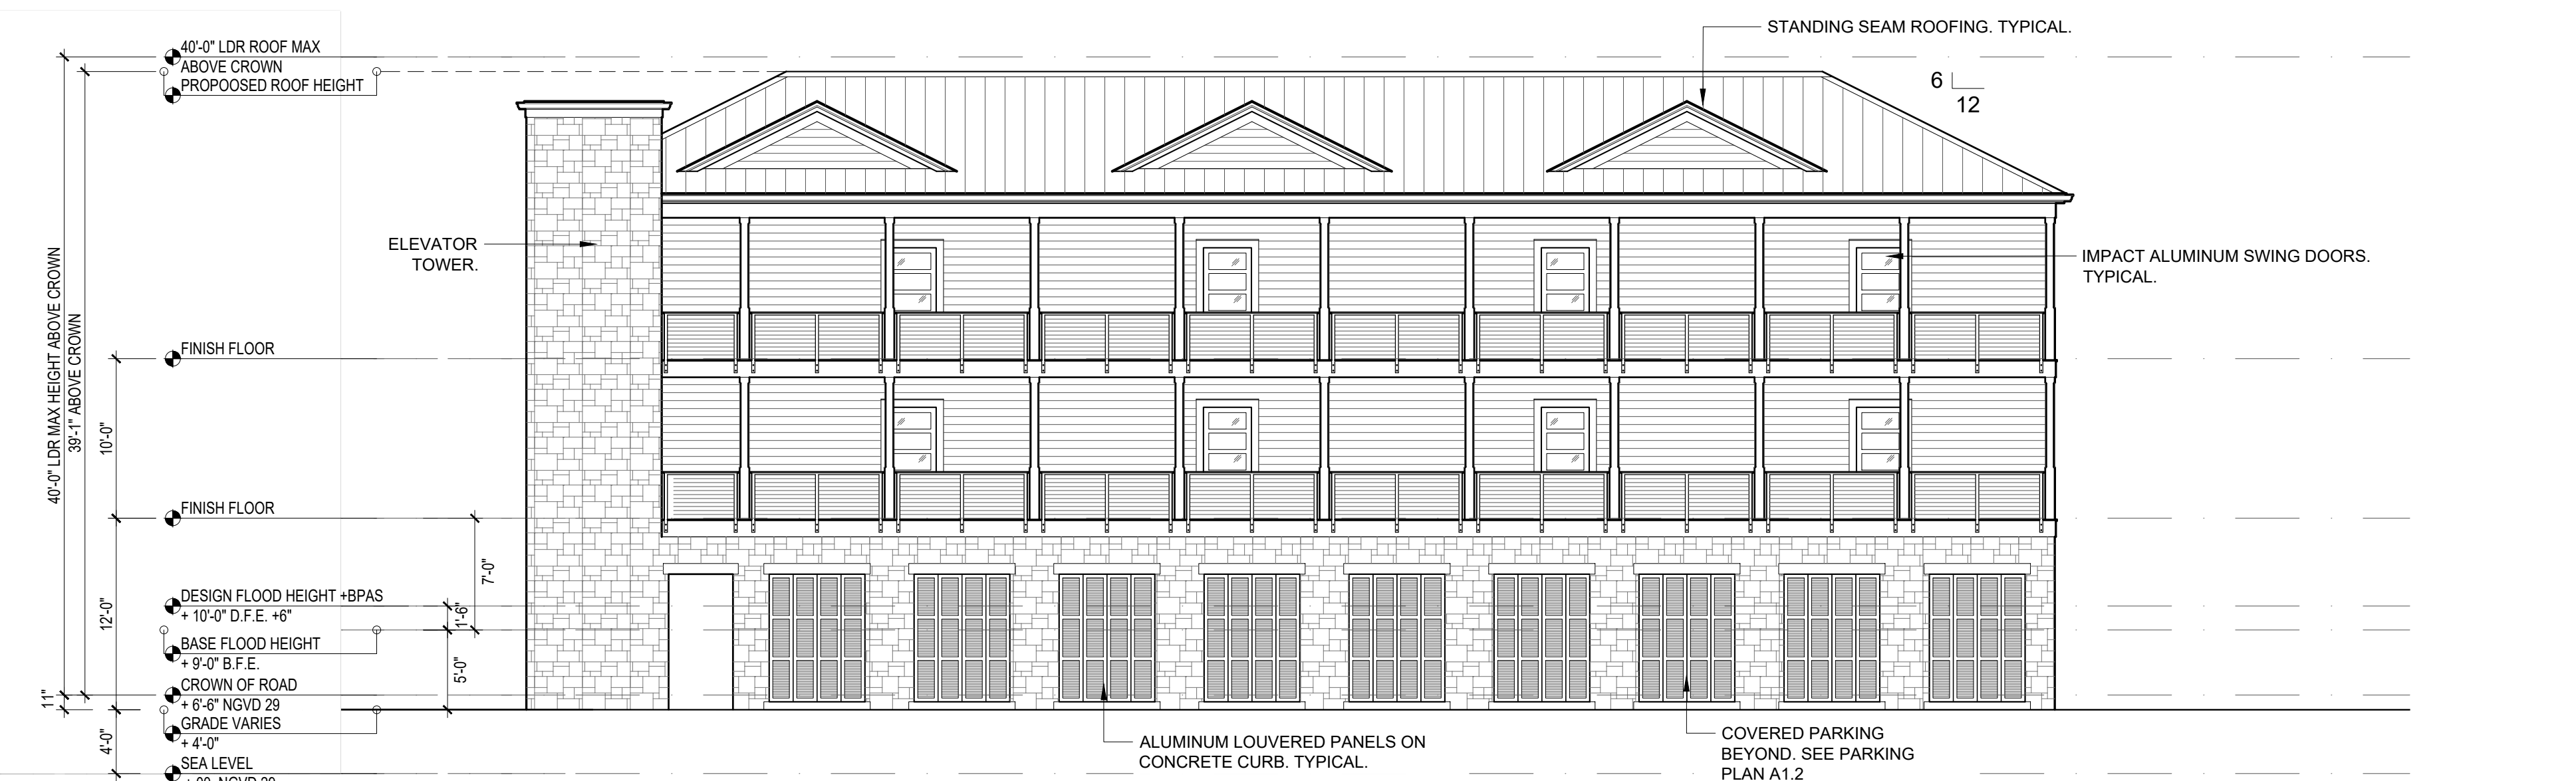 STANDING SEAM ROOFING. TYPICAL.
40'-0" LDR ROOF MAX
ABOVE CROWN
PROPOOSED ROOF HEIGHT
6
12
ELEVATOR
TOWER.
IMPACT ALUMINUM SWING DOORS.
TYPICAL.
40'-0" LDR MAX HEIGHT ABOVE CROWN
39'-1" ABOVE CROWN
FINISH FLOOR
10'-0"
FINISH FLOOR
7'-0"
DESIGN FLOOD HEIGHT +BPAS
+ 10'-0" D.F.E. +6"
1'-6"
12'-0"
BASE FLOOD HEIGHT
+ 9'-0" B.F.E.
5'-0"
CROWN OF ROAD
+ 6'-6" NGVD 29
11"
GRADE VARIES
+ 4'-0"
4'-0"
SEA LEVEL
ALUMINUM LOUVERED PANELS ON
CONCRETE CURB. TYPICAL.
COVERED PARKING
BEYOND. SEE PARKING
PLAN A1.2